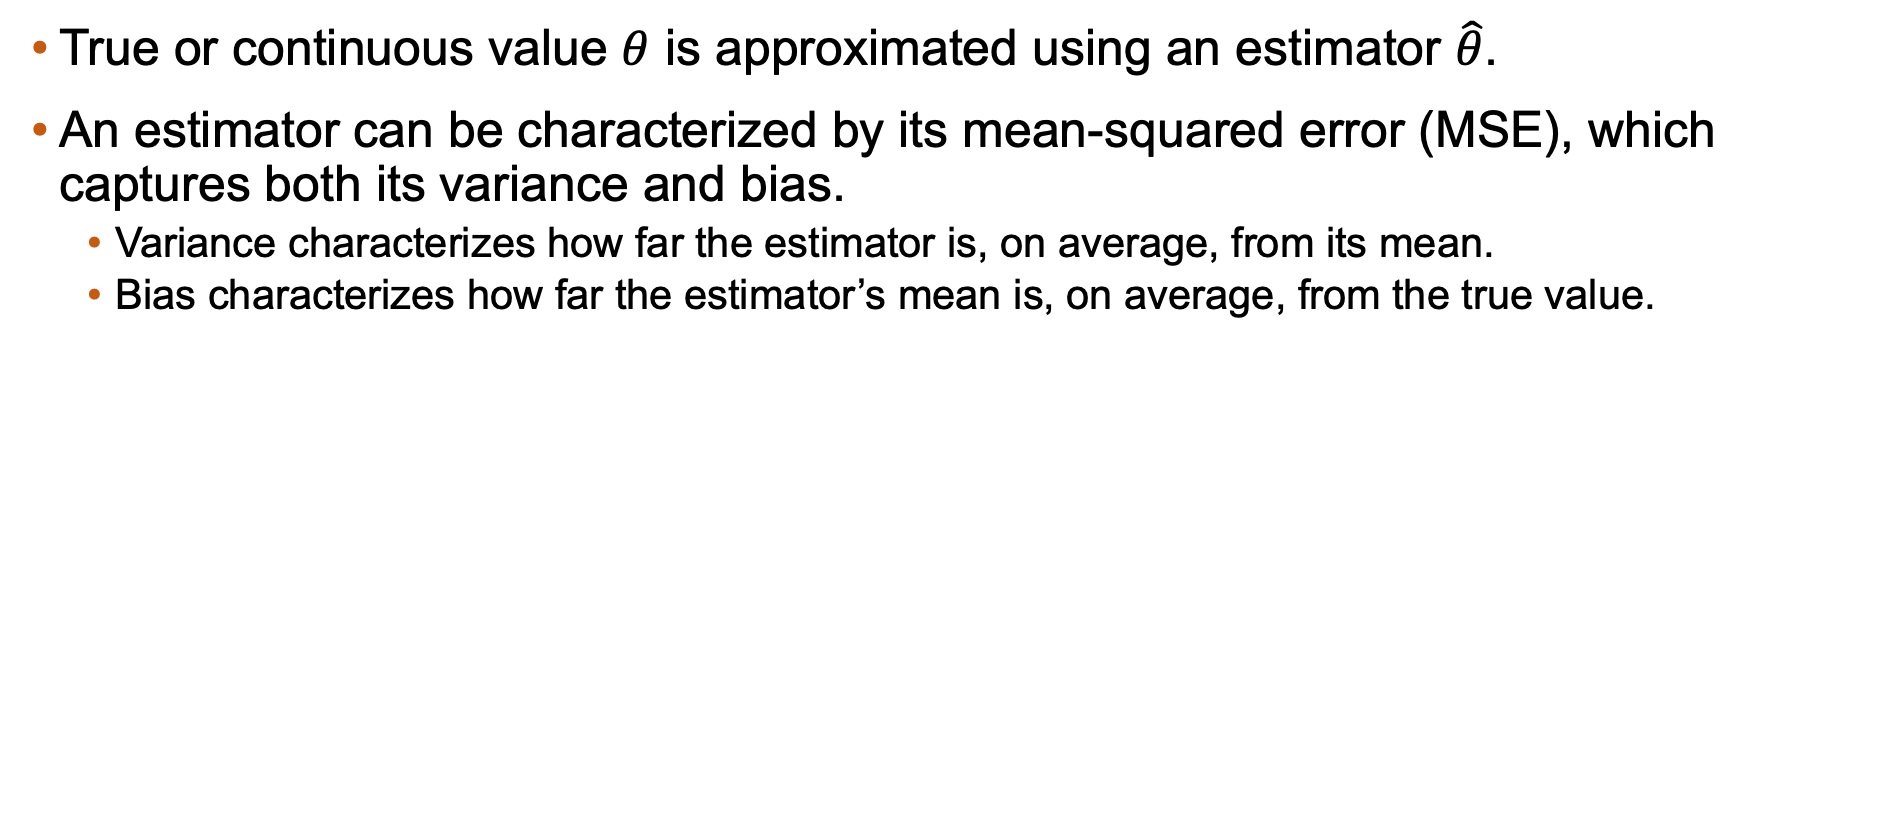 • True or continuous value θ is approximated using an estimator θ̂.
• An estimator can be characterized by its mean-squared error (MSE), which
captures both its variance and bias.
• Variance characterizes how far the estimator is, on average, from its mean.
• Bias characterizes how far the estimator’s mean is, on average, from the true value.